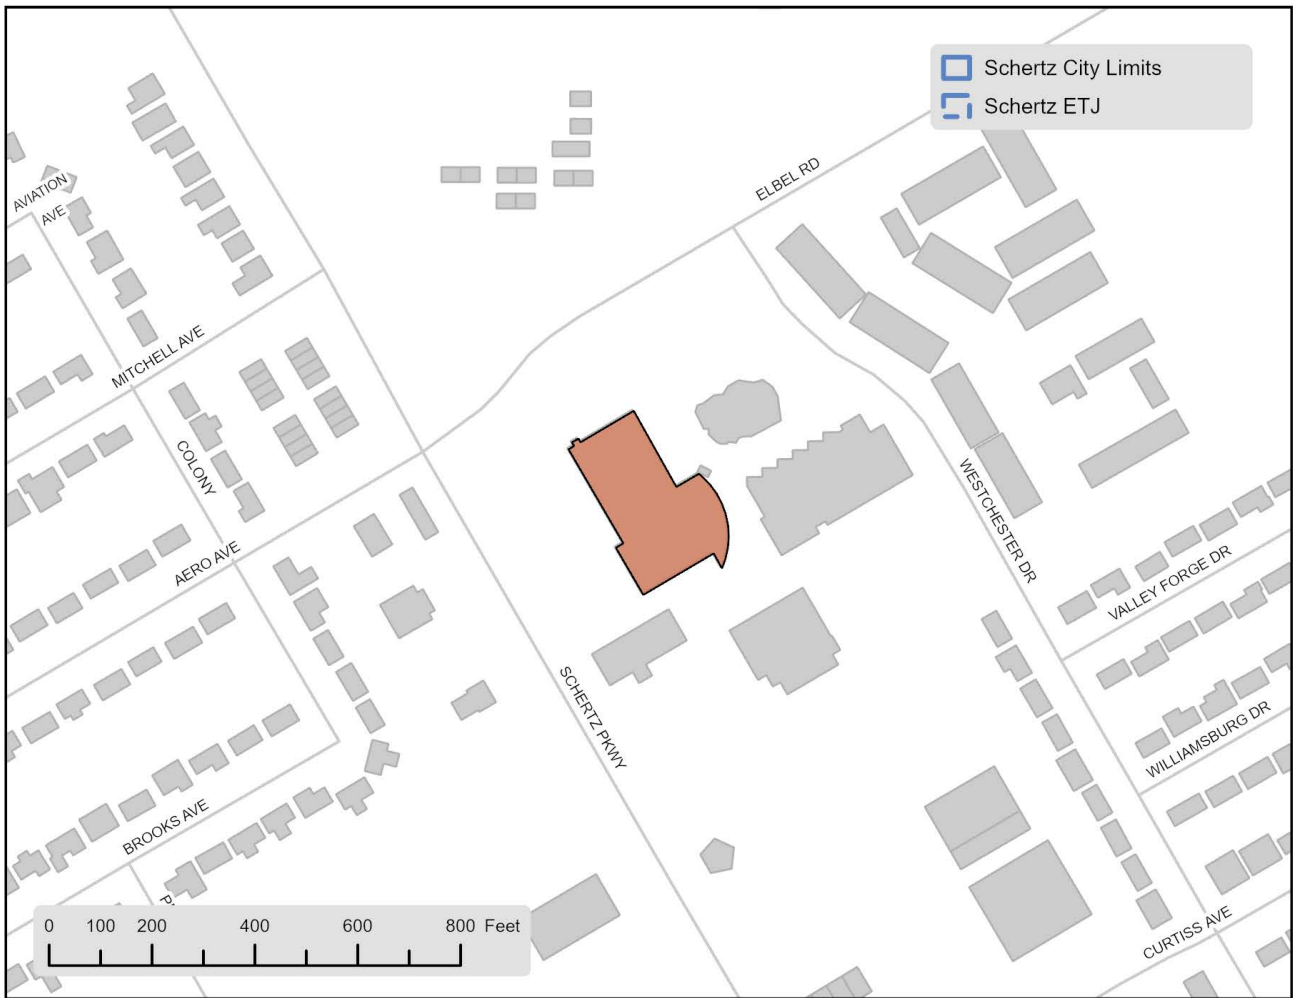 Schertz City Limits
Schertz ETJ
ELBEL RD
AVIATION
AVE
MITCHELL AVE
COLONY
AERO AVE
WESTCHESTER DR
VALLEY FORGE DR
SCHERTZ PKWY
WILLIAMSBURG DR
BROOKS AVE
CURTISS AVE
0 100 200 400 600 800 Feet